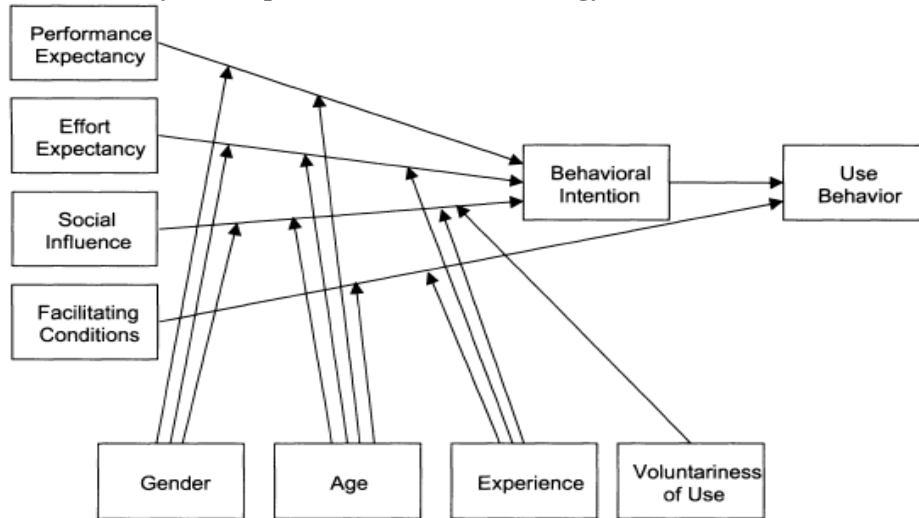 Performance
Expectancy
Effort
Expectancy
Social
Influence
Facilitating
Conditions
Behavioral
Intention
Use
Behavior
Gender
Age
Experience
Voluntariness
of Use